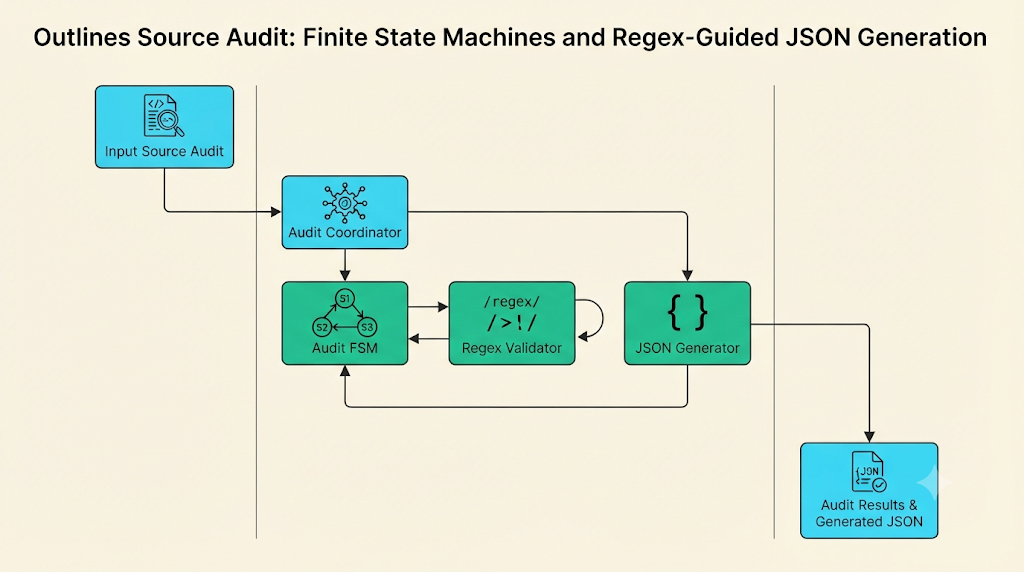 Outlines Source Audit: Finite State Machines and Regex-Guided JSON Generation
</>
Input Source Audit
Audit Coordinator
S1
S2
S3
Audit FSM
/regex/
/>!/
Regex Validator
{ }
JSON Generator
Audit Results &
Generated JSON